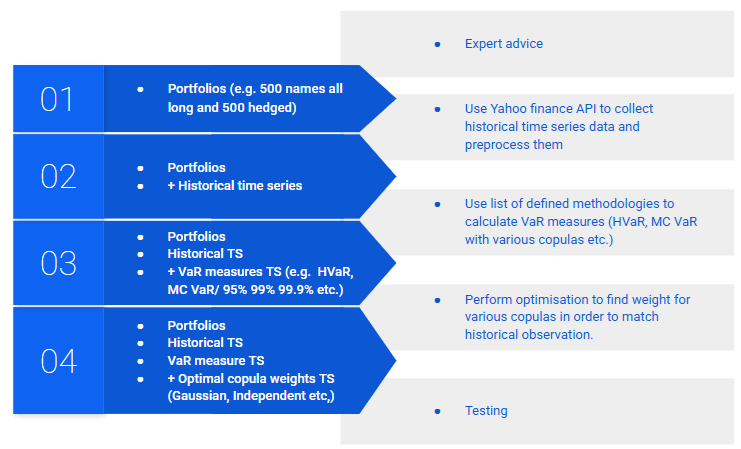 Expert advice
01
• Portfolios (e.g. 500 names all
long and 500 hedged)
• Use Yahoo finance API to collect
historical time series data and
preprocess them
02
• Portfolios
• + Historical time series
• Use list of defined methodologies to
calculate VaR measures (HVaR, MC VaR
with various copulas etc.)
03
• Portfolios
• Historical TS
• + VaR measures TS (e.g. HVaR,
MC VaR/ 95% 99% 99.9% etc.)
• Perform optimisation to find weight for
various copulas in order to match
historical observation.
04
• Portfolios
• Historical TS
• VaR measure TS
• + Optimal copula weights TS
(Gaussian, Independent etc,)
• Testing